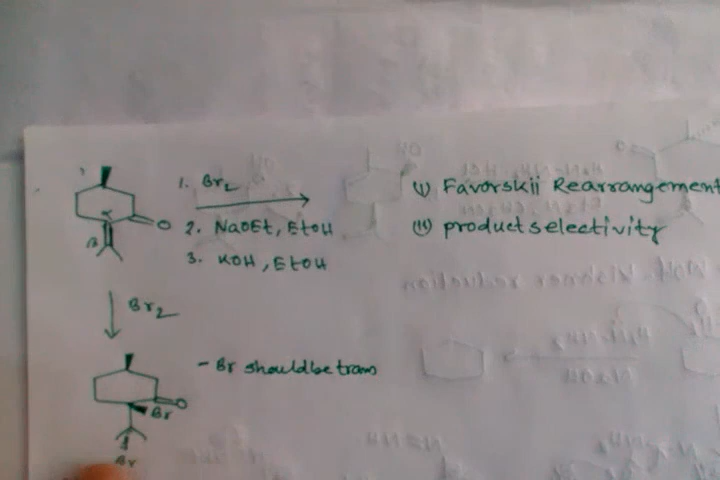 1. Br2
2. NaOEt, EtOH
3. KOH, EtOH
(i) Favorskii Rearrangement
(ii) product selectivity
α
β
O
Br2
- Br should be trans
Br
O
Br